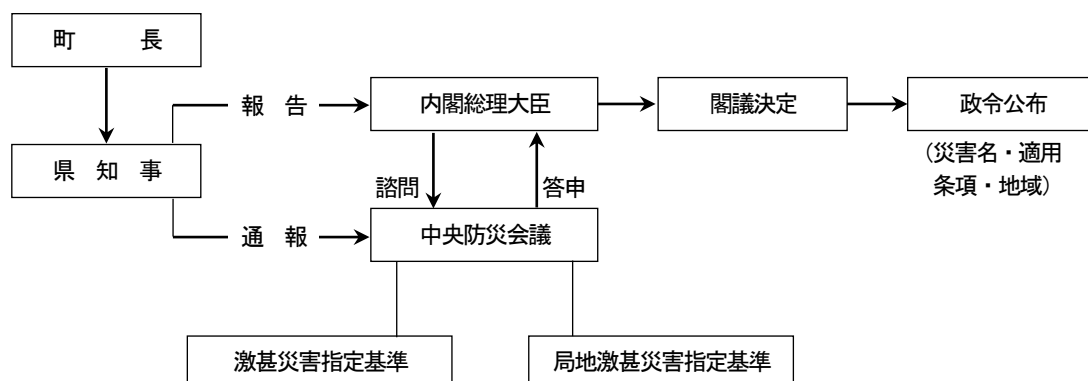 町長
報告
内閣総理大臣
閣議決定
政令公布
県知事
(災害名・適用
条項・地域)
諮問
答申
通報
中央防災会議
激甚災害指定基準
局地激甚災害指定基準